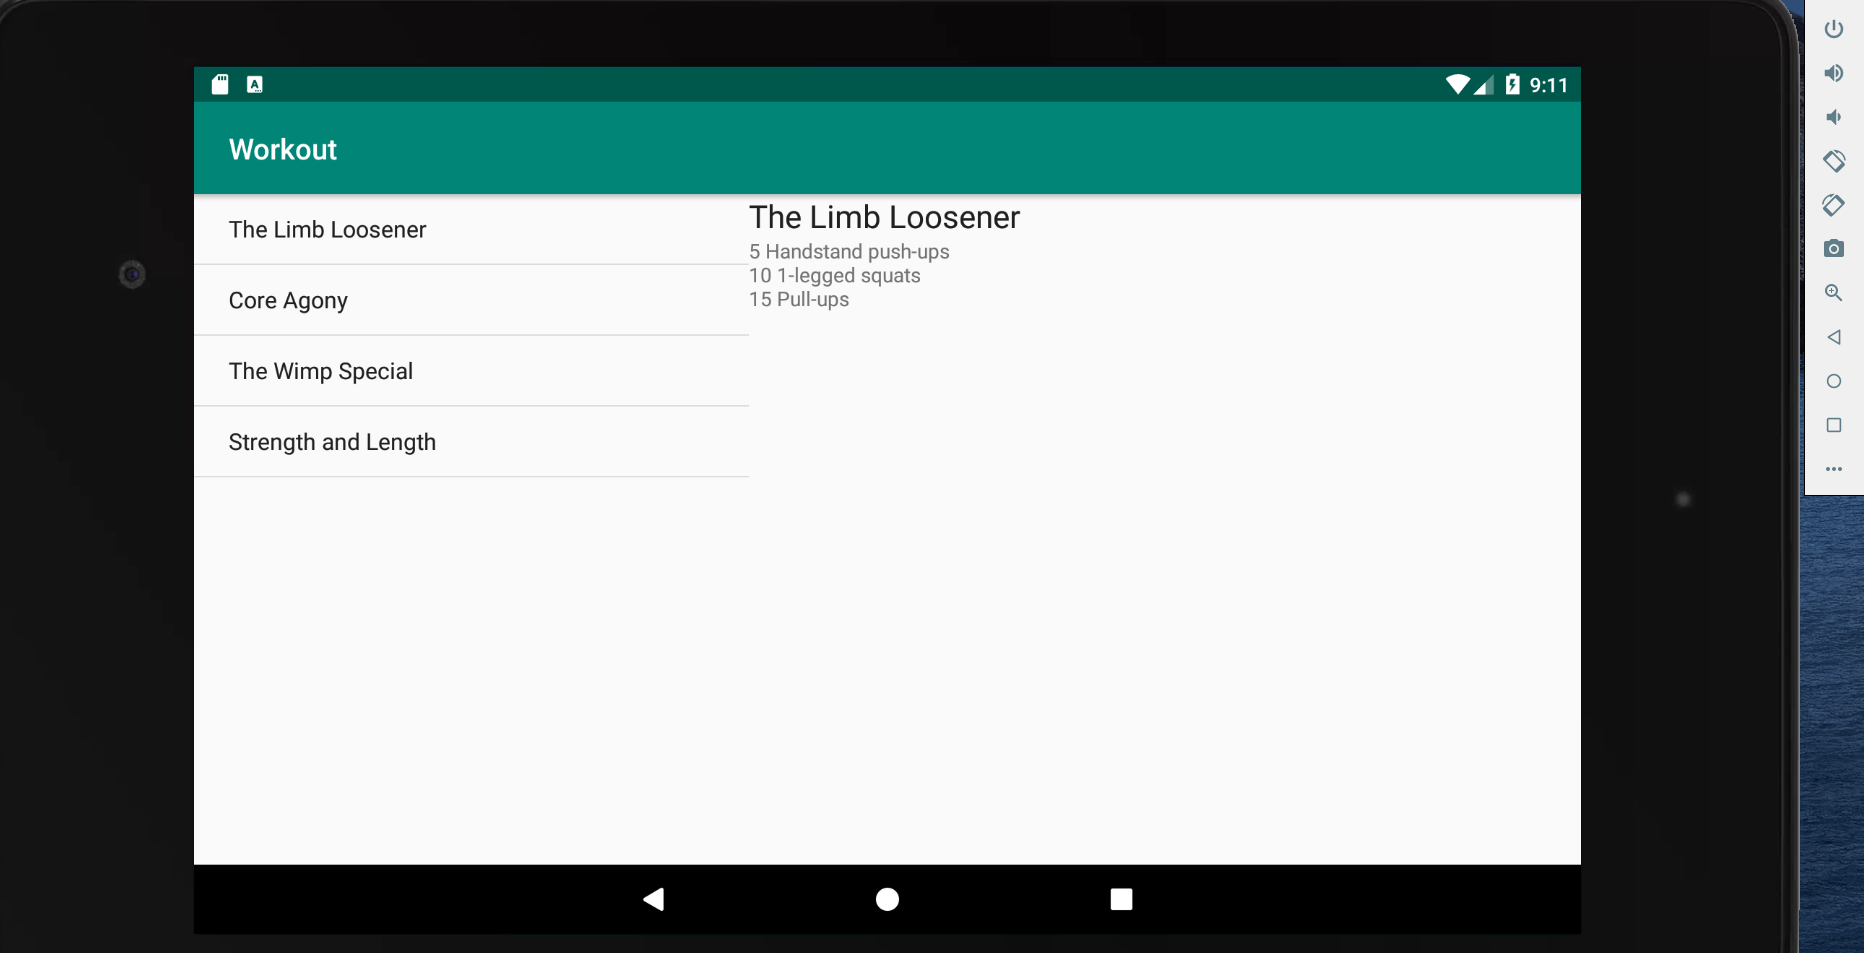 9:11
Workout
The Limb Loosener
Core Agony
The Wimp Special
Strength and Length
The Limb Loosener
5 Handstand push-ups
10 1-legged squats
15 Pull-ups